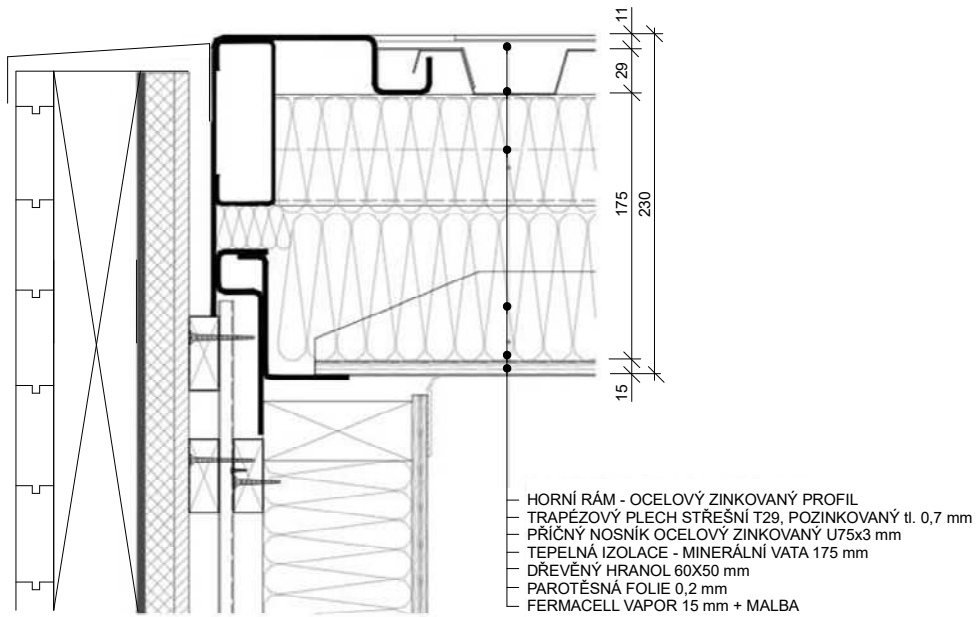 11
29
175
230
15
HORNÍ RÁM - OCELOVÝ ZINKOVANÝ PROFIL
TRAPÉZOVÝ PLECH STŘEŠNÍ T29, POZINKOVANÝ tl. 0,7 mm
PŘÍČNÝ NOSNÍK OCELOVÝ ZINKOVANÝ U75x3 mm
TEPELNÁ IZOLACE - MINERÁLNÍ VATA 175 mm
DŘEVĚNÝ HRANOL 60X50 mm
PAROTĚSNÁ FOLIE 0,2 mm
FERMACELL VAPOR 15 mm + MALBA